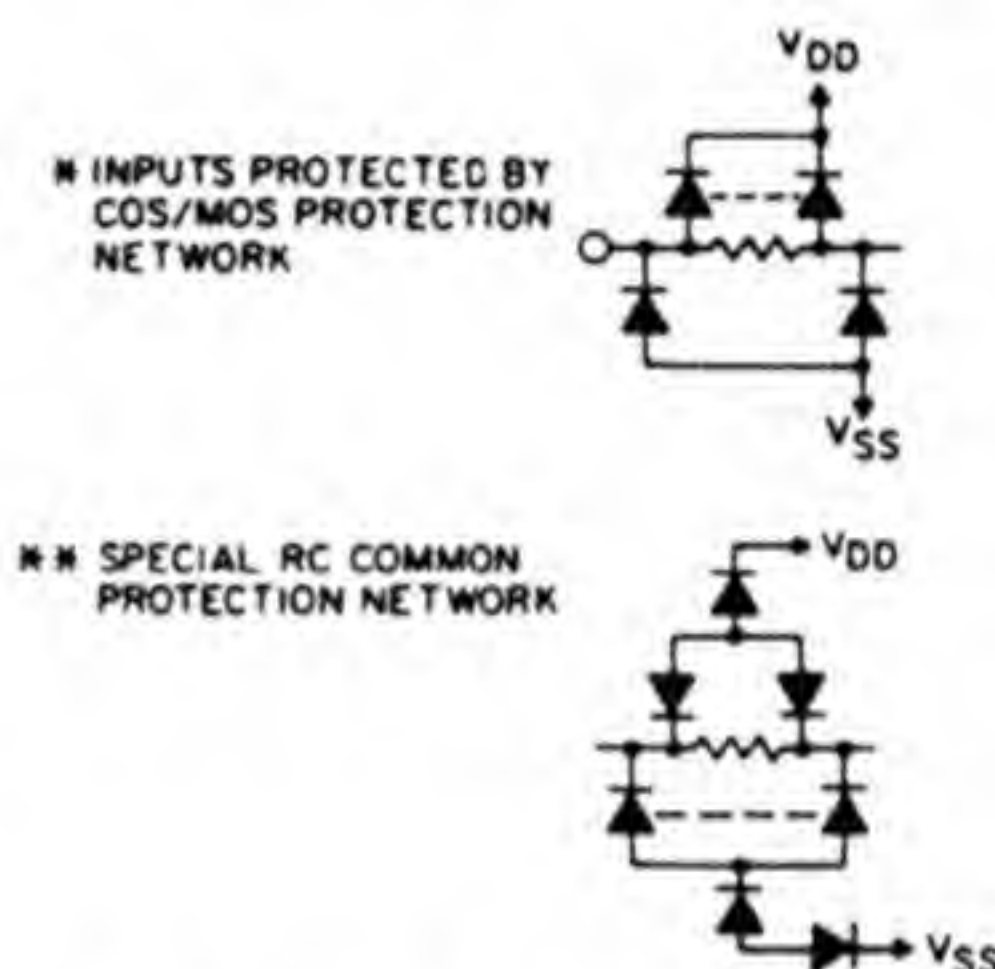 VDD
* INPUTS PROTECTED BY
COS/MOS PROTECTION
NETWORK
VSS
** SPECIAL RC COMMON
PROTECTION NETWORK
VDD
VSS